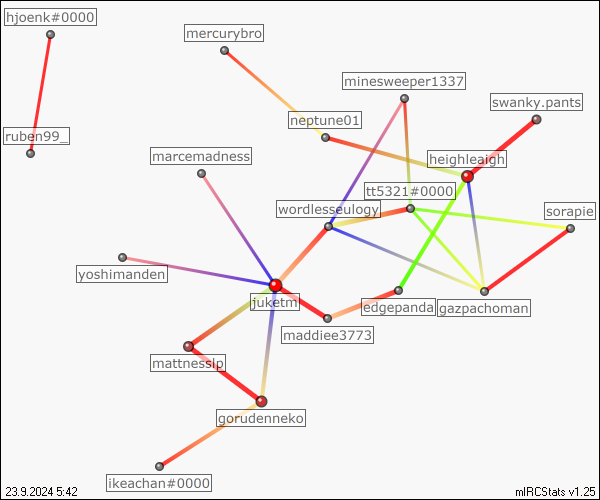 hjoenk#0000
mercurybro
minesweeper1337
swanky.pants
neptune01
ruben99_
marcemadness
heighleaigh
tt5321#0000
wordlesseulogy
sorapie
yoshimanden
juketm
edgepanda
gazpachoman
maddiee3773
mattnesslp
gorudenneko
ikeachan#0000
23.9.2024 5:42
mIRCStats v1.25